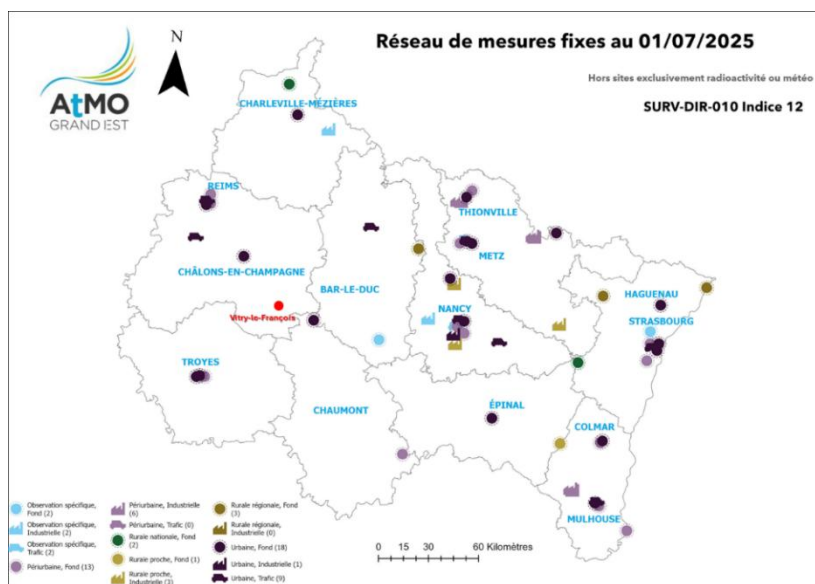 Réseau de mesures fixes au 01/07/2025
N
Hors sites exclusivement radioactivité ou météo
SURV-DIR-010 Indice 12
AtMO
GRAND EST
CHARLEVILLE-MÉZIÈRES
REIMS
THIONVILLE
METZ
CHÂLONS-EN-CHAMPAGNE
BAR-LE-DUC
HAGUENAU
NANCY
STRASBOURG
Vitry-le-François
TROYES
CHAUMONT
ÉPINAL
COLMAR
MULHOUSE
Observation spécifique,
Fond (2)
Observation spécifique,
Industrielle (2)
Observation spécifique,
Trafic (2)
Périurbaine, Fond (13)
Périurbaine, Industrielle
(6)
Périurbaine, Trafic (0)
Rurale nationale, Fond
(2)
Rurale proche, Fond (1)
Rurale proche,
Industrielle (3)
Rurale régionale, Fond
(3)
Rurale régionale,
Industrielle (0)
Urbaine, Fond (18)
Urbaine, Industrielle (1)
Urbaine, Trafic (9)
0 15 30 60 Kilomètres